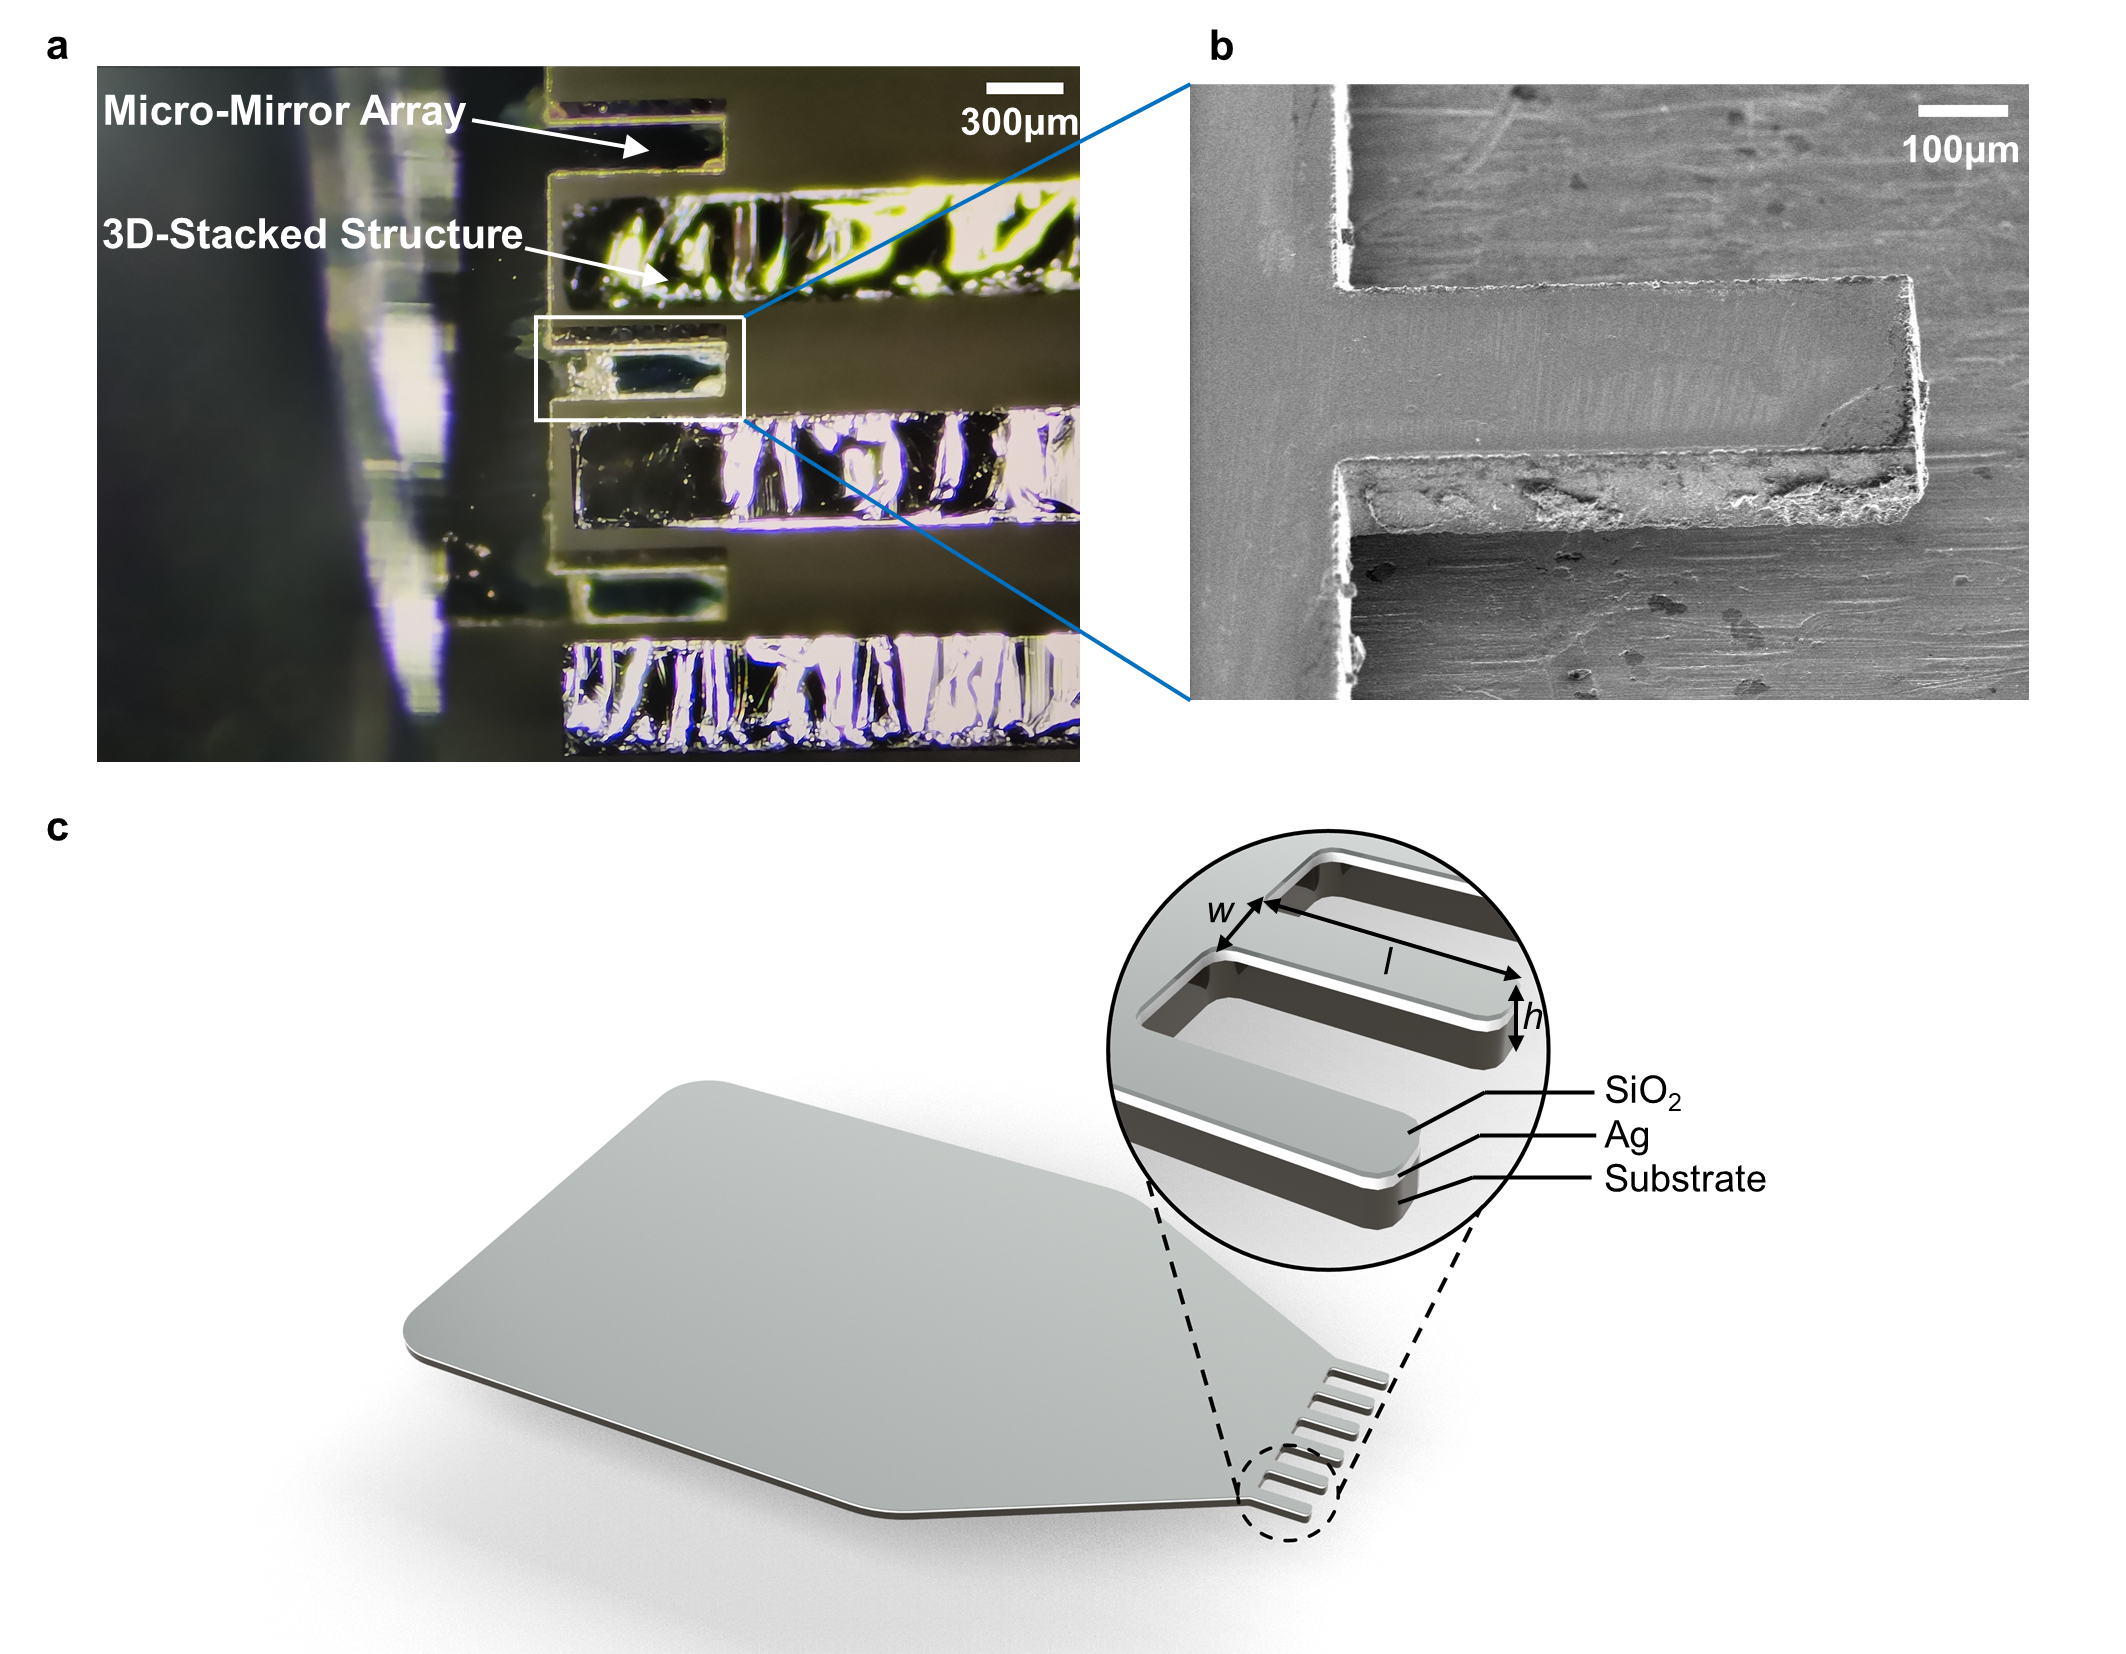 a
Micro-Mirror Array
3D-Stacked Structure
300µm
b
100µm
c
w
l
h
SiO₂
Ag
Substrate